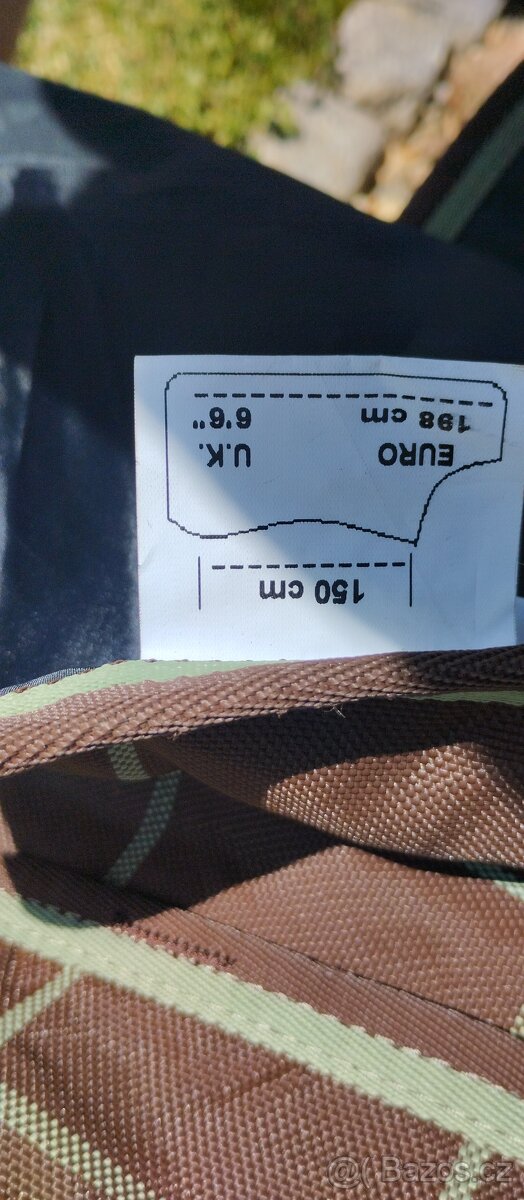 150 cm
EURO U.K.
198 cm 6'6"
@ Bazos.cz